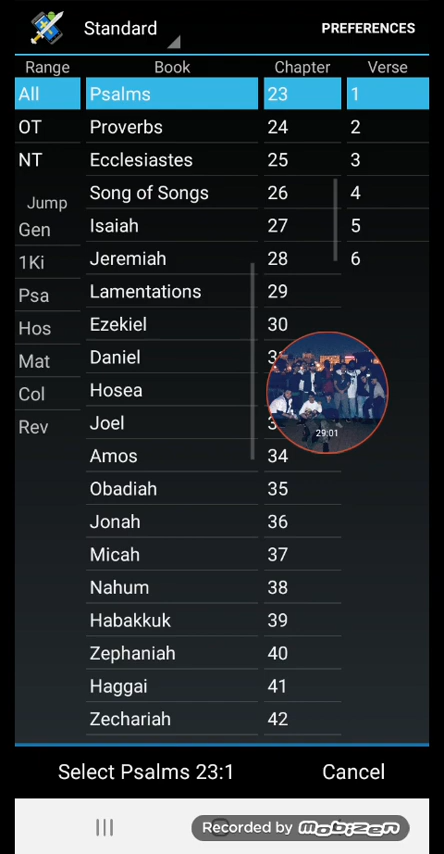 Standard PREFERENCES
Range Book Chapter Verse
All Psalms 23 1
OT Proverbs 24 2
NT Ecclesiastes 25 3
Song of Songs 26 4
Jump
Gen Isaiah 27 5
1Ki Jeremiah 28 6
Psa Lamentations 29
Hos Ezekiel 30
Mat Daniel
Col Hosea
Rev Joel
29:01
Amos 34
Obadiah 35
Jonah 36
Micah 37
Nahum 38
Habakkuk 39
Zephaniah 40
Haggai 41
Zechariah 42
Select Psalms 23:1 Cancel
Recorded by mobizen